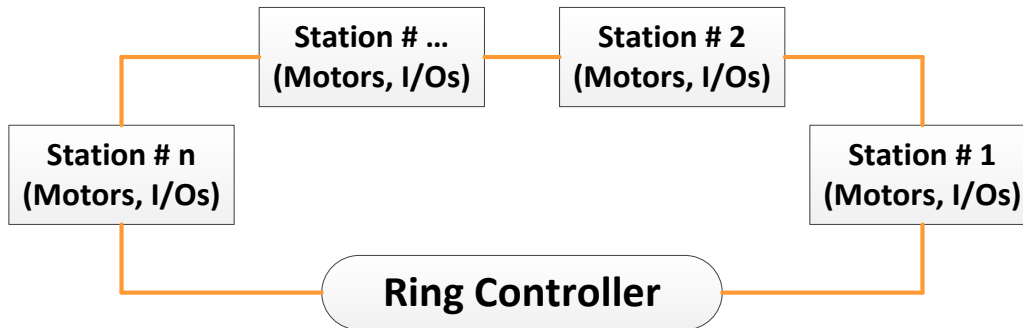 Station # ...
(Motors, I/Os)
Station # 2
(Motors, I/Os)
Station # n
(Motors, I/Os)
Station # 1
(Motors, I/Os)
Ring Controller